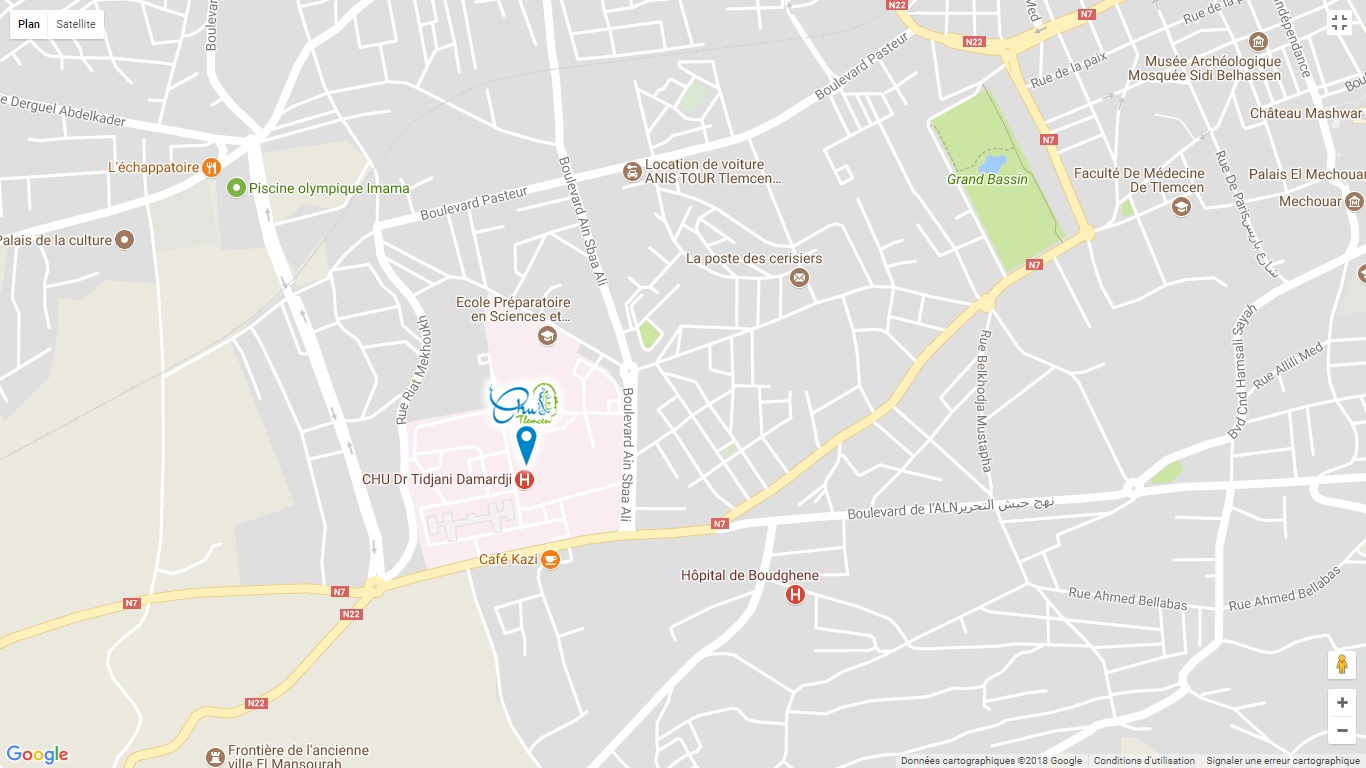 Plan Satellite
Boulevar
N22
Med
N7
Rue de la p
Indépendance
N22
Boulevard Pasteur
Rue de la paix
Musée Archéologique
Mosquée Sidi Belhassen
Bou
e Derguel Abdelkader
Château Mashwar
N7
L'échappatoire
Location de voiture
ANIS TOUR Tlemcen...
Faculté De Médecine
De Tlemcen
Palais El Mechouar
Grand Bassin
Piscine olympique Imama
Boulevard Pasteur
Boulevard Ain Sbaa Ali
Mechouar
Rue De Paris شارع باريس
Palais de la culture
La poste des cerisiers
N7
Ecole Préparatoire
en Sciences et...
Rue Riat Mekhoukh
Rue Belkhodja Mustapha
Bvd Cnpt Hansali Sayah
Rue Allili Med
Chu
Tlemcen
Boulevard Ain Sbaa Ali
CHU Dr Tidjani Damardji
H
N7
Boulevard de l'ALN نهج جيش التحرير
Café Kazi
Hôpital de Boudghene
H
N7
N7
N22
Rue Ahmed Bellabas
Rue Ahmed Bellabas
N22
+
−
Frontière de l'ancienne
ville El Mansourah
Google
Données cartographiques ©2018 Google Conditions d'utilisation Signaler une erreur cartographique